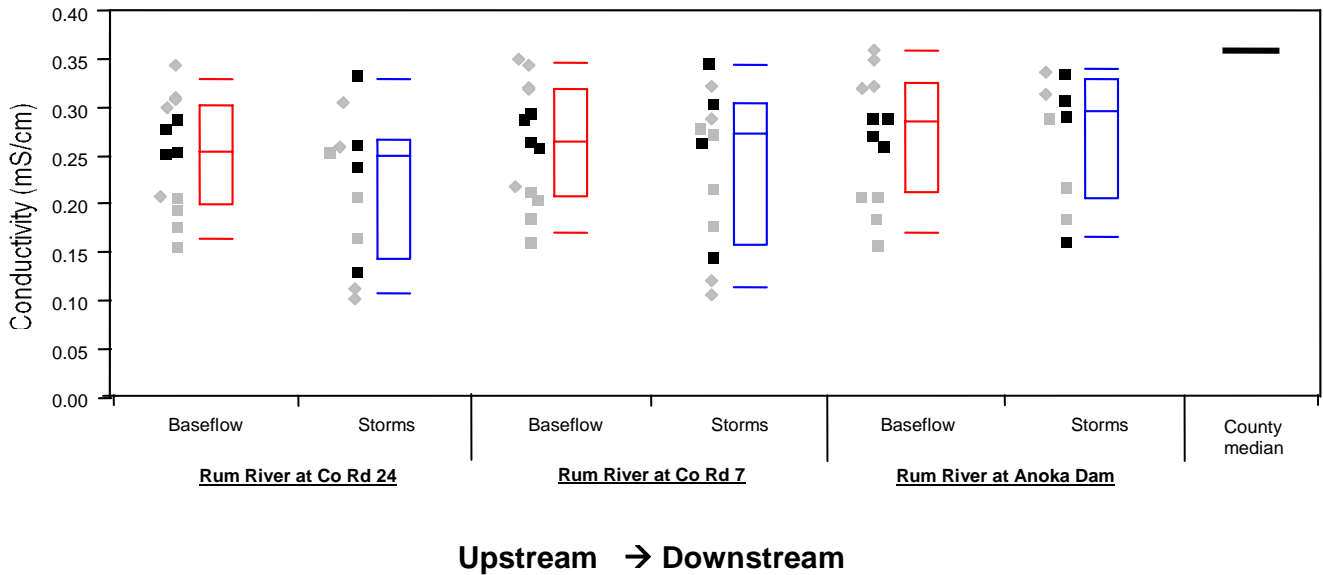 Conductivity (mS/cm)
0.40
0.35
0.30
0.25
0.20
0.15
0.10
0.05
0.00
Baseflow
Storms
Baseflow
Storms
Baseflow
Storms
County
median
Rum River at Co Rd 24
Rum River at Co Rd 7
Rum River at Anoka Dam
Upstream → Downstream